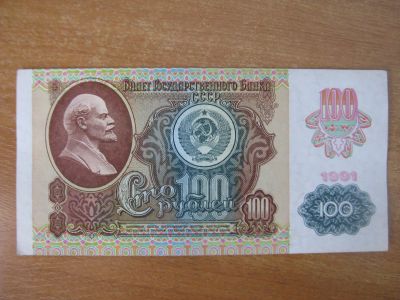 Билет Государственного Банка
СССР
100
1991
Сто 100
Рублей 100
100